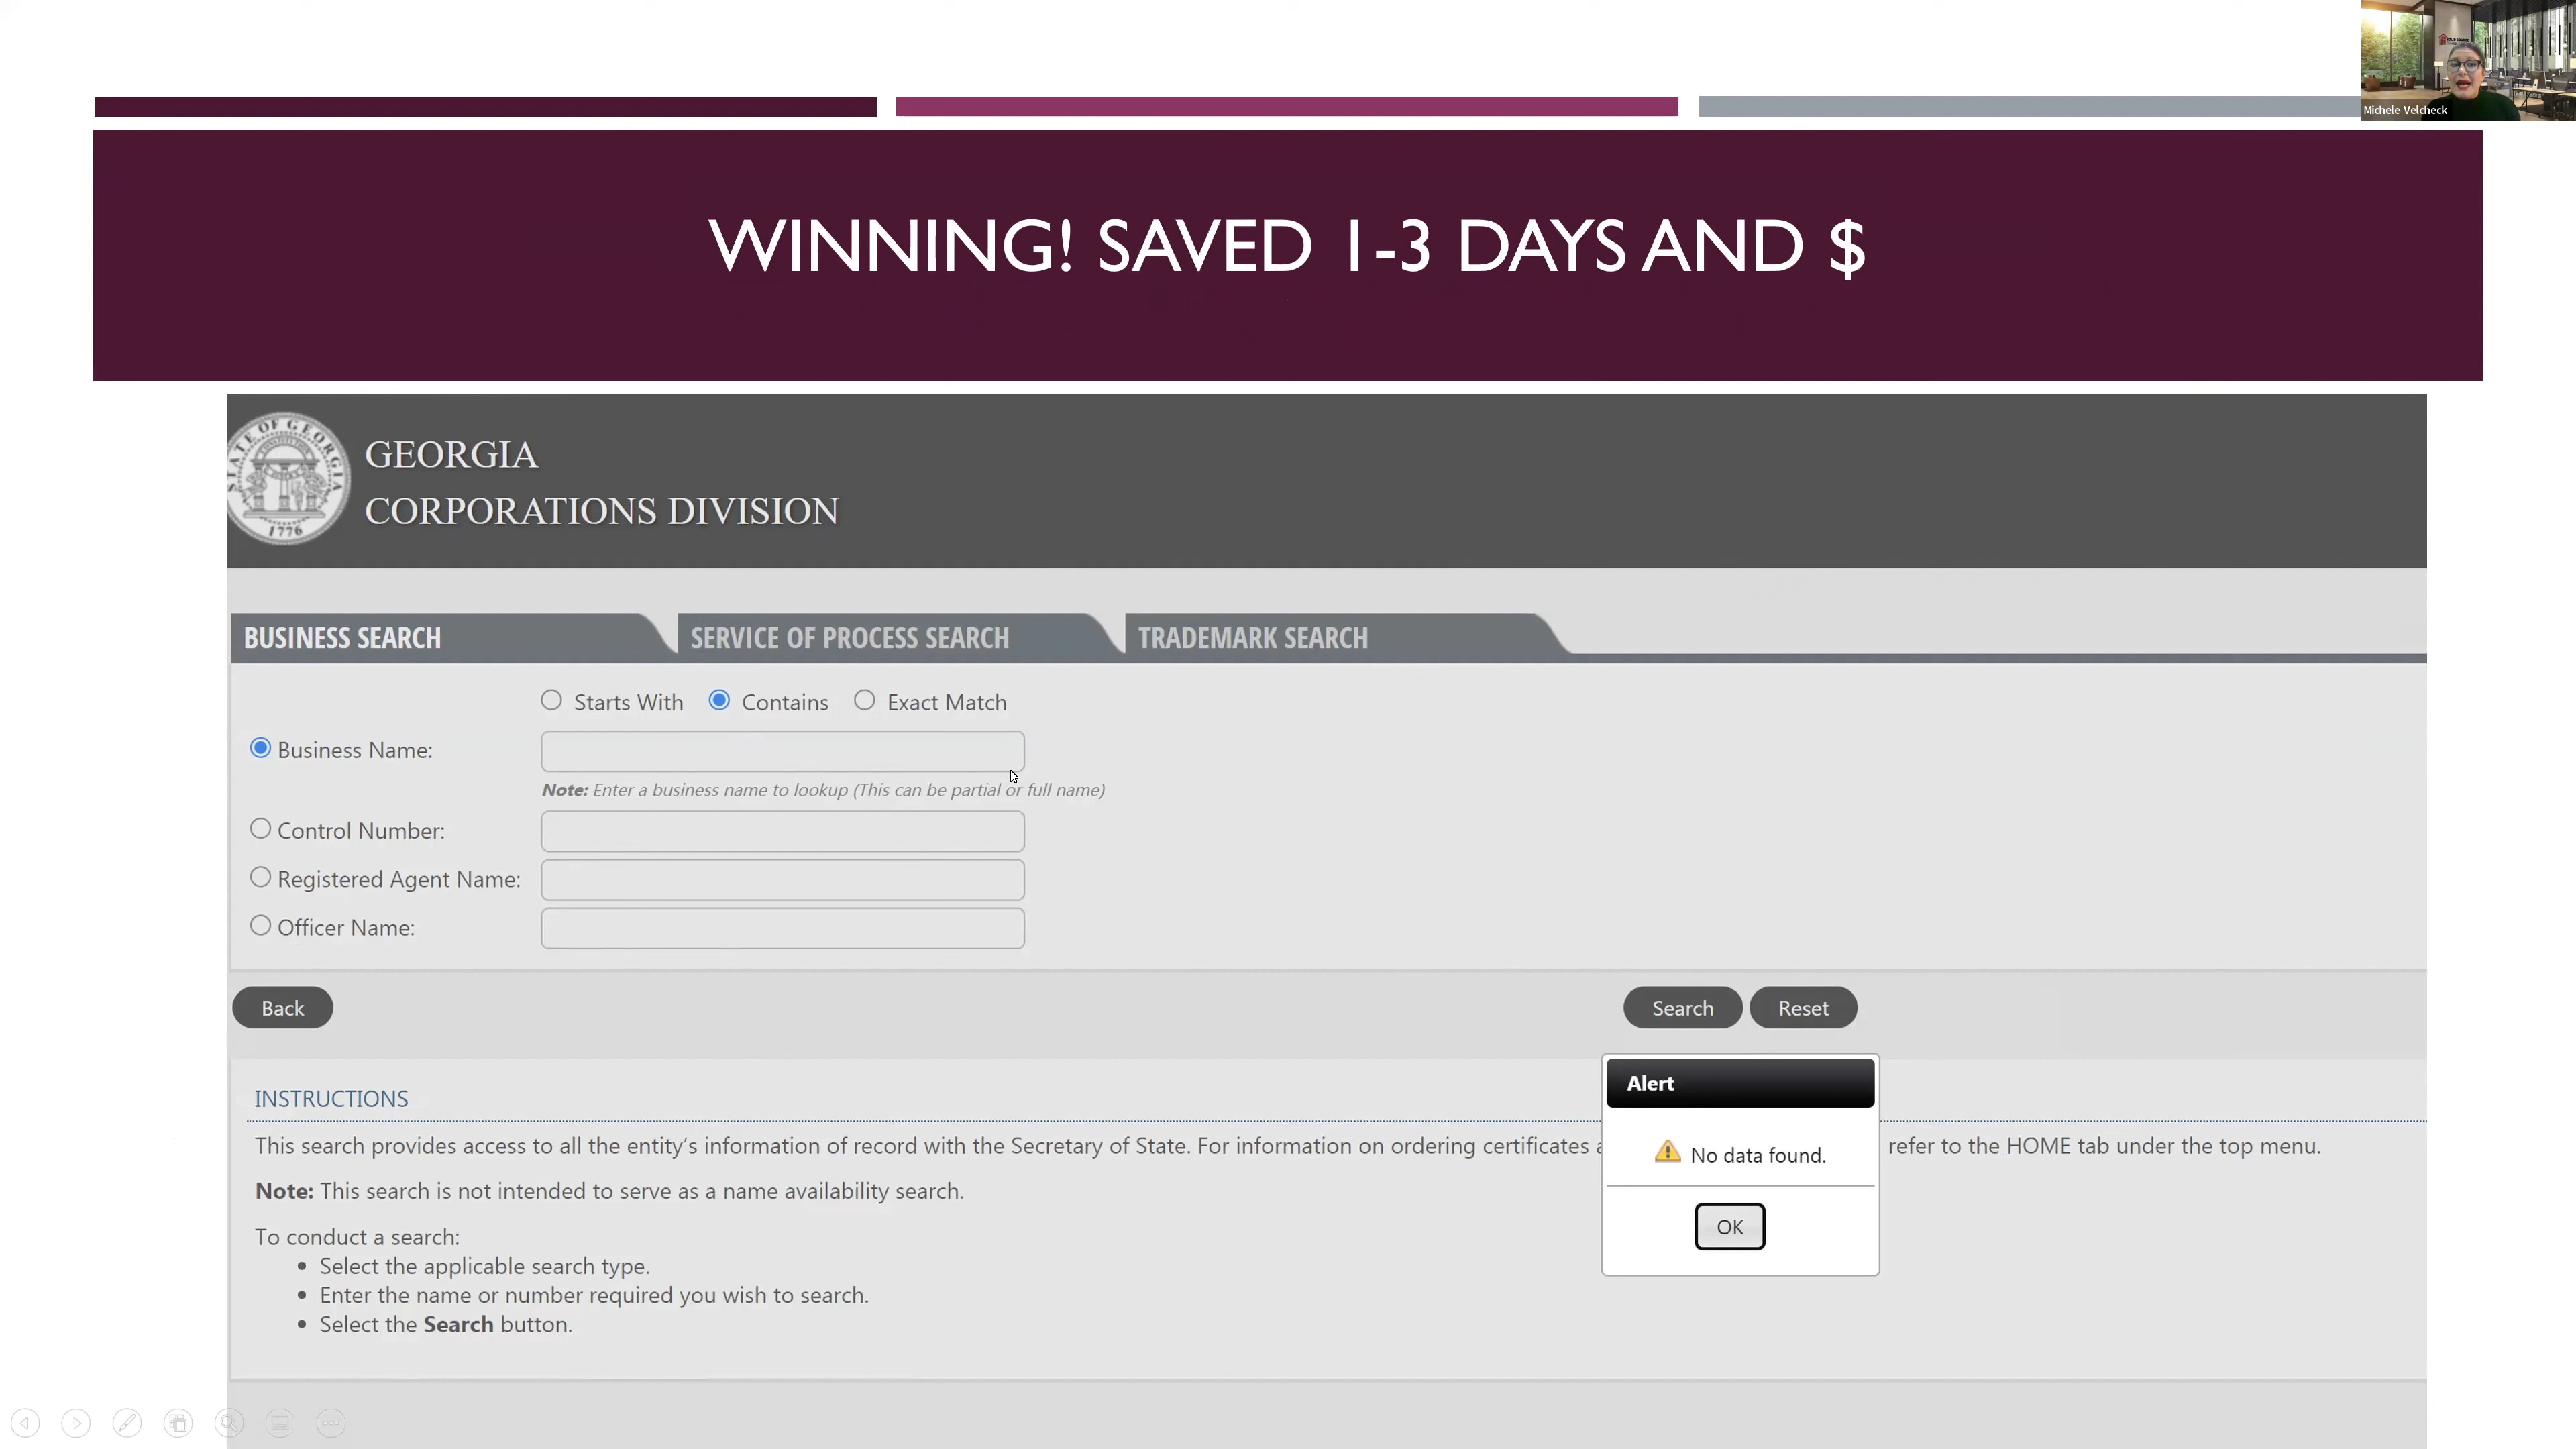 Michele Velcheck
WINNING! SAVED 1-3 DAYS AND $
STATE OF GEORGIA
1776
GEORGIA
CORPORATIONS DIVISION
BUSINESS SEARCH
SERVICE OF PROCESS SEARCH
TRADEMARK SEARCH
Starts With
Contains
Exact Match
Business Name:
Note: Enter a business name to lookup (This can be partial or full name)
Control Number:
Registered Agent Name:
Officer Name:
Back
Search
Reset
Alert
No data found.
OK
INSTRUCTIONS
This search provides access to all the entity’s information of record with the Secretary of State. For information on ordering certificates a refer to the HOME tab under the top menu.
Note: This search is not intended to serve as a name availability search.
To conduct a search:
• Select the applicable search type.
• Enter the name or number required you wish to search.
• Select the Search button.